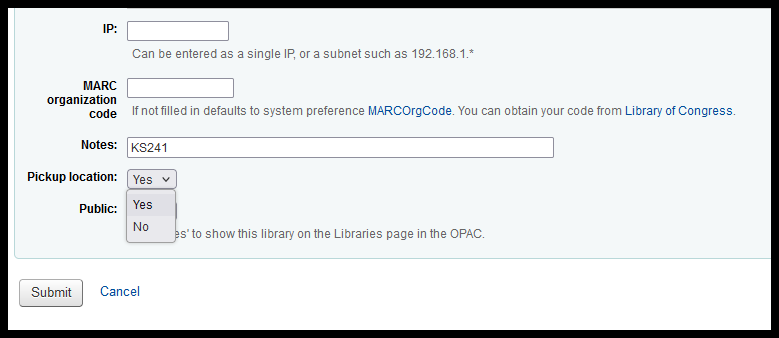 IP:
Can be entered as a single IP, or a subnet such as 192.168.1.*
MARC
organization
code
If not filled in defaults to system preference MARCOrgCode. You can obtain your code from Library of Congress.
Notes: KS241
Pickup location: Yes
Yes
No
Public:
es' to show this library on the Libraries page in the OPAC.
Submit Cancel